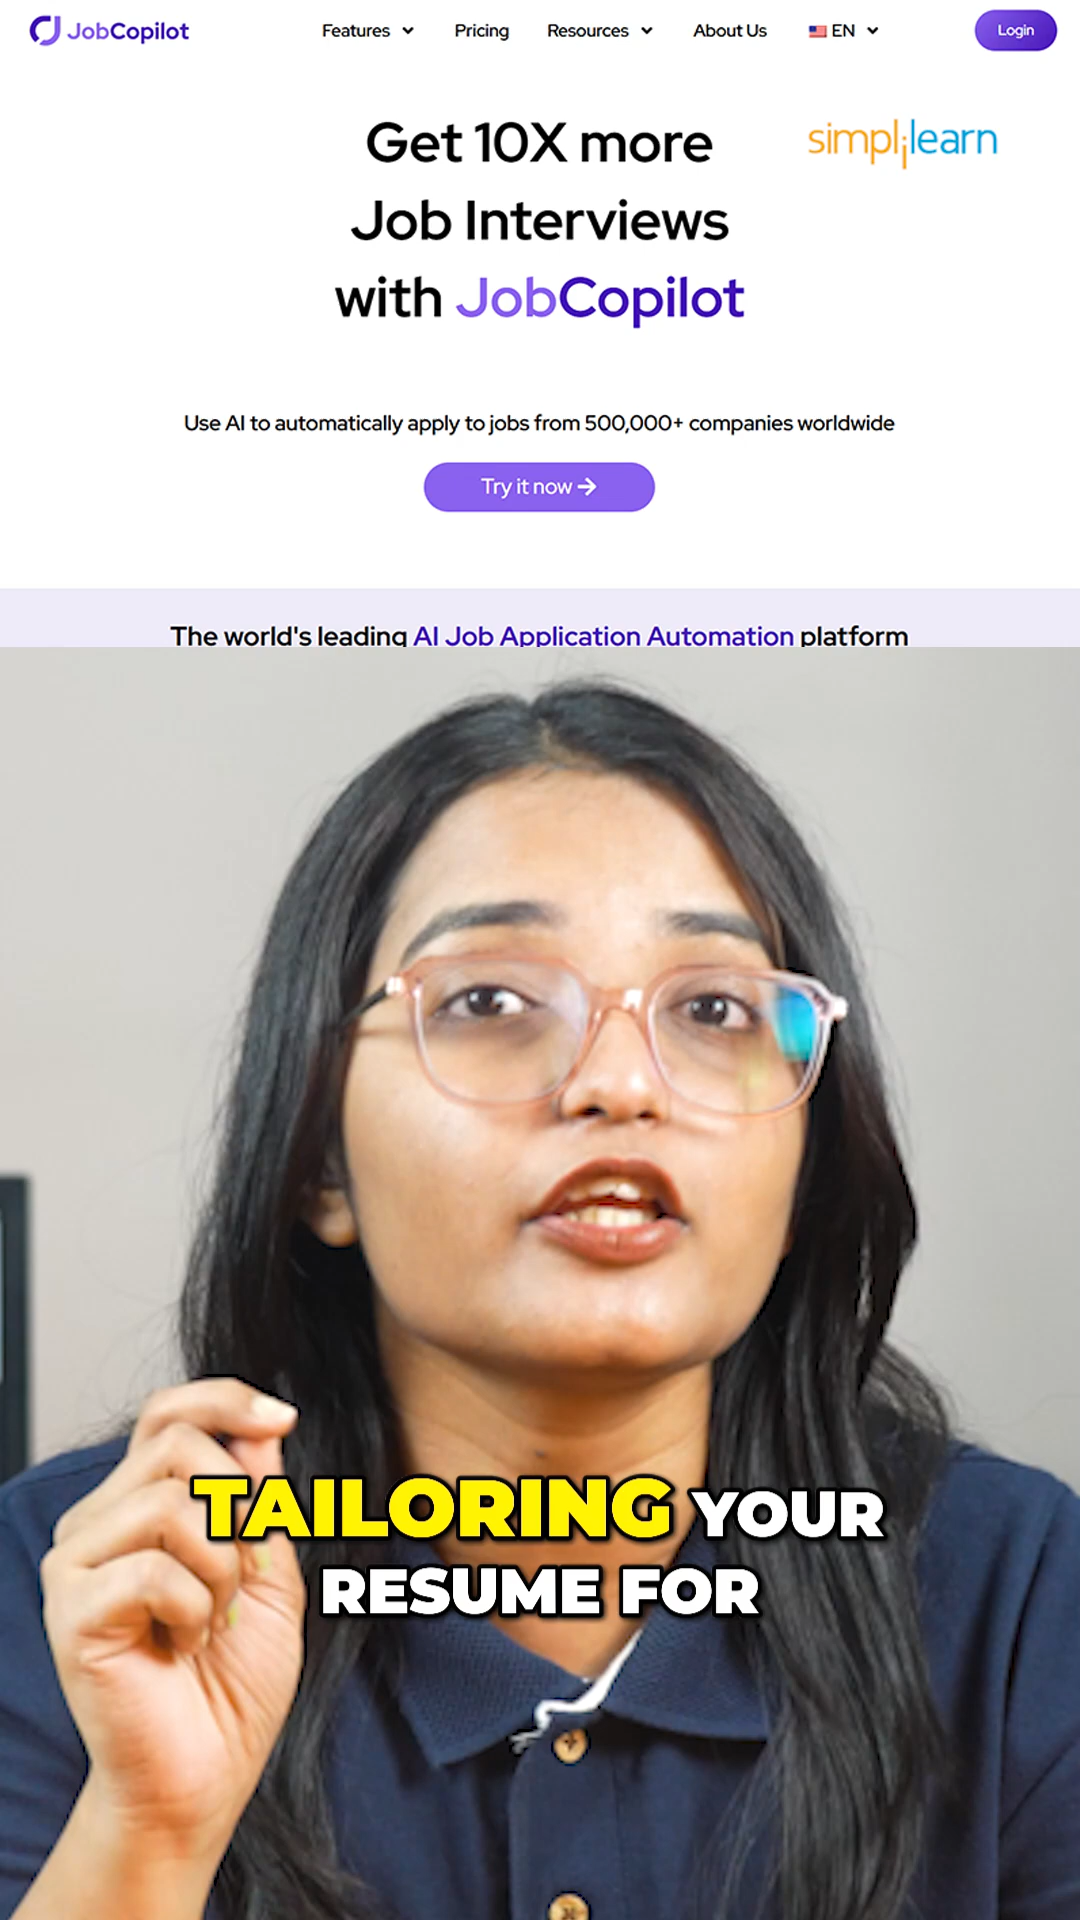 JobCopilot
Features
Pricing
Resources
About Us
EN
Login
Get 10X more
Job Interviews
with JobCopilot
simplilearn
Use AI to automatically apply to jobs from 500,000+ companies worldwide
Try it now →
The world's leading AI Job Application Automation platform
TAILORING YOUR
RESUME FOR